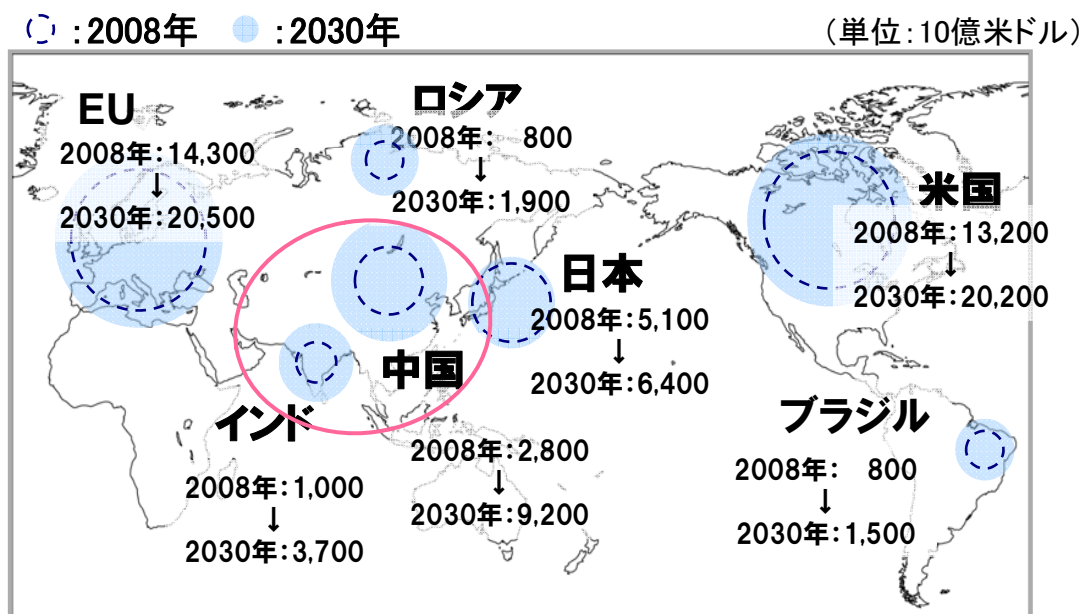 :2008年 :2030年 (単位:10億米ドル)
EU
2008年:14,300
↓
2030年:20,500
ロシア
2008年: 800
↓
2030年:1,900
米国
2008年:13,200
↓
2030年:20,200
日本
2008年:5,100
↓
2030年:6,400
中国
2008年:2,800
↓
2030年:9,200
インド
2008年:1,000
↓
2030年:3,700
ブラジル
2008年: 800
↓
2030年:1,500